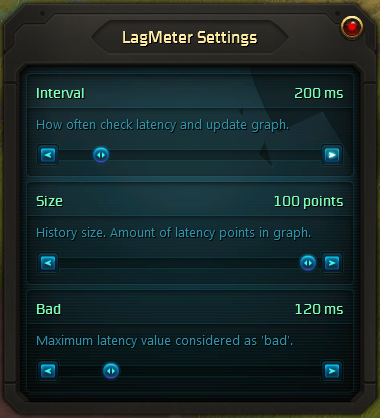 LagMeter Settings
Interval 200 ms
How often check latency and update graph.
Size 100 points
History size. Amount of latency points in graph.
Bad 120 ms
Maximum latency value considered as 'bad'.